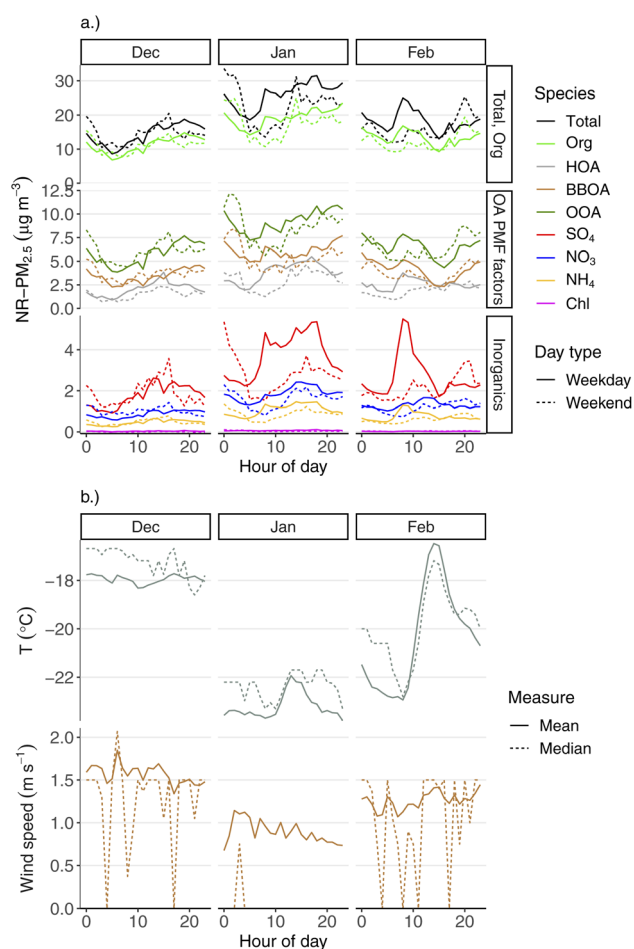 a.)
Dec Jan Feb
30
20
10
0
Total, Org
12.5
10.0
7.5
5.0
2.5
0.0
OA PMF factors
4
2
0
Inorganics
NR−PM2.5 (µg m−3)
0 10 20 0 10 20 0 10 20
Hour of day
Species
Total
Org
HOA
BBOA
OOA
SO4
NO3
NH4
Chl
Day type
Weekday
Weekend
b.)
Dec Jan Feb
−18
−20
−22
T (°C)
2.0
1.5
1.0
0.5
0.0
Wind speed (m s−1)
0 10 20 0 10 20 0 10 20
Hour of day
Measure
Mean
Median